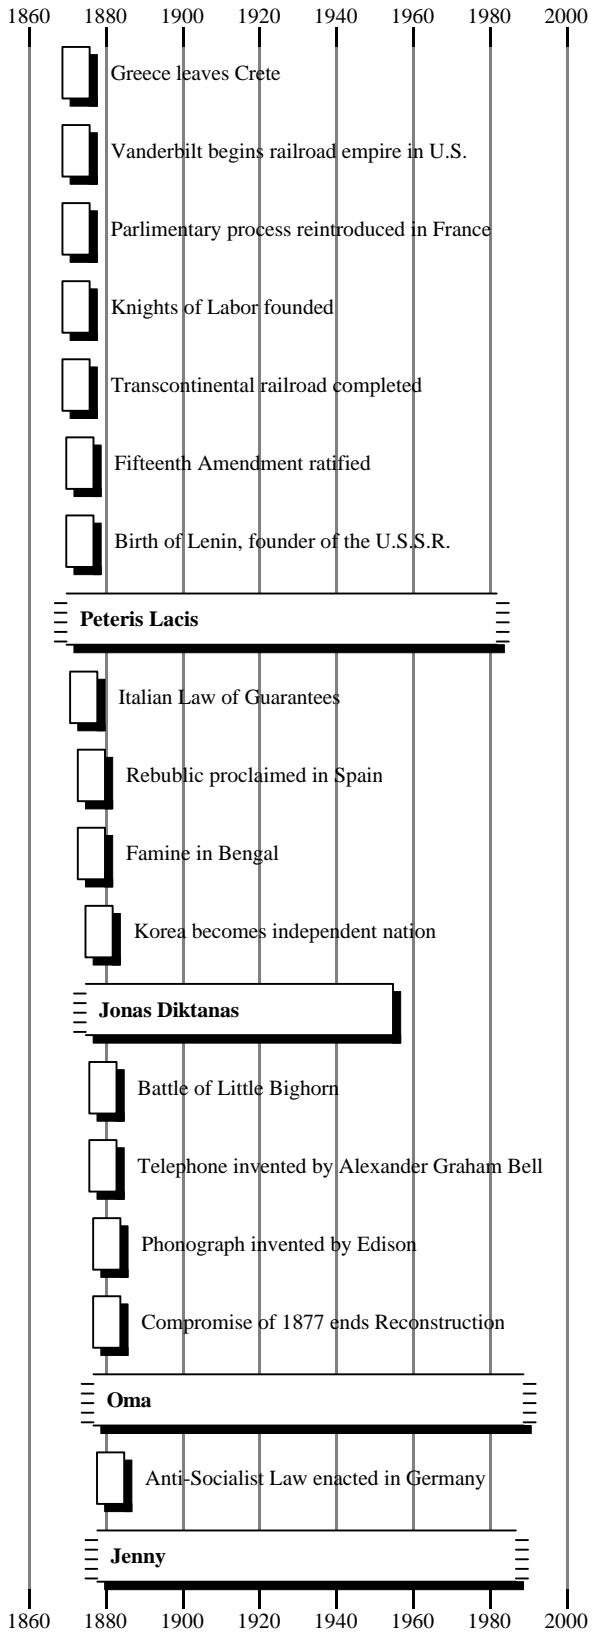 1860 1880 1900 1920 1940 1960 1980 2000
Greece leaves Crete
Vanderbilt begins railroad empire in U.S.
Parlimentary process reintroduced in France
Knights of Labor founded
Transcontinental railroad completed
Fifteenth Amendment ratified
Birth of Lenin, founder of the U.S.S.R.
Peteris Lacis
Italian Law of Guarantees
Rebublic proclaimed in Spain
Famine in Bengal
Korea becomes independent nation
Jonas Diktanas
Battle of Little Bighorn
Telephone invented by Alexander Graham Bell
Phonograph invented by Edison
Compromise of 1877 ends Reconstruction
Oma
Anti-Socialist Law enacted in Germany
Jenny
1860 1880 1900 1920 1940 1960 1980 2000